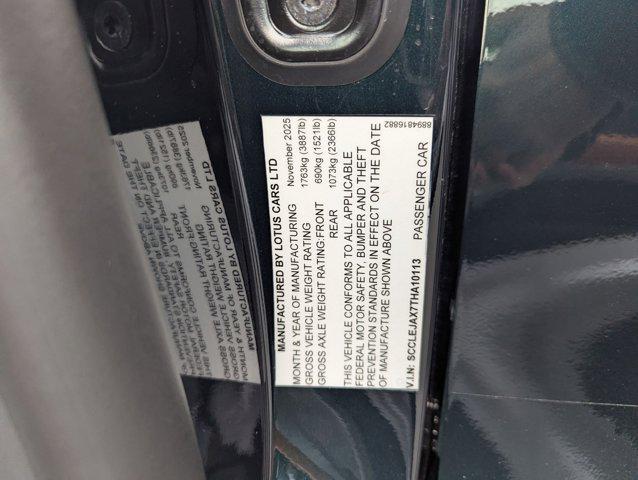 MANUFACTURED BY LOTUS CARS LTD
MONTH & YEAR OF MANUFACTURING November 2025
GROSS VEHICLE WEIGHT RATING 1763kg (3887lb)
GROSS AXLE WEIGHT RATING:FRONT 690kg (1521lb)
REAR 1073kg (2366lb)
THIS VEHICLE CONFORMS TO ALL APPLICABLE
FEDERAL MOTOR SAFETY, BUMPER AND THEFT
PREVENTION STANDARDS IN EFFECT ON THE DATE
OF MANUFACTURE SHOWN ABOVE
V.I.N: SCCLEJAX7THA10113 PASSENGER CAR
8894816882